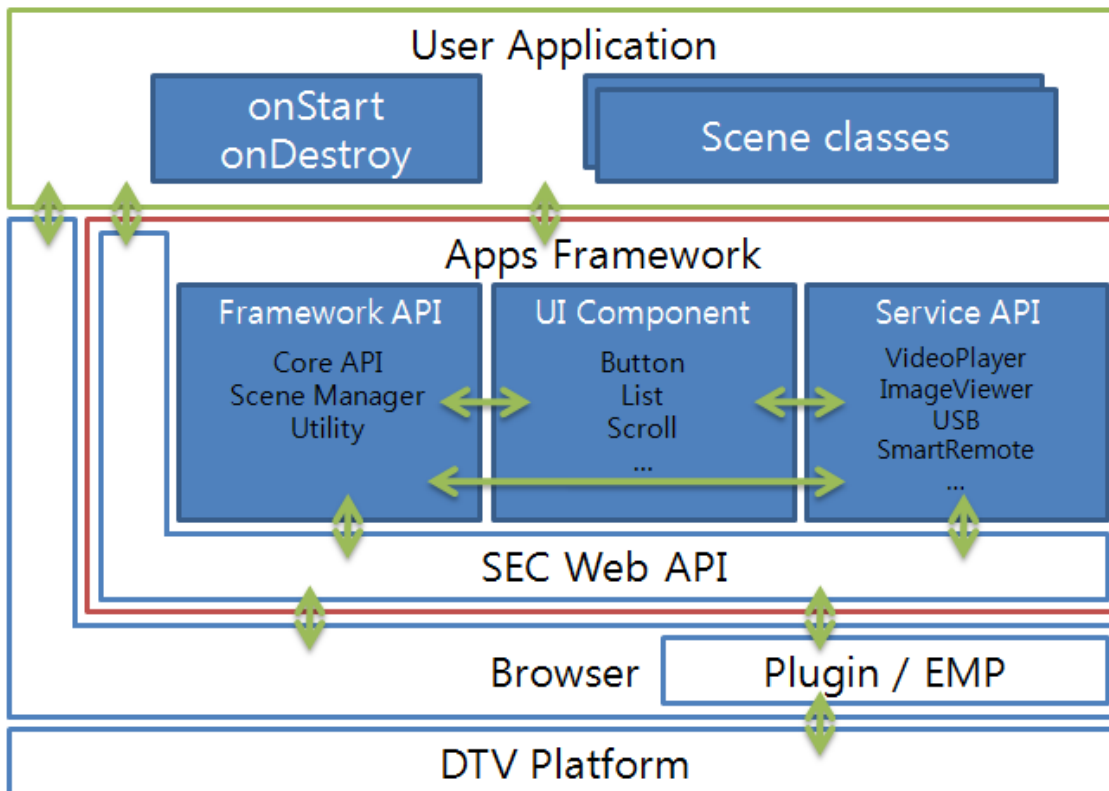 User Application
onStart
onDestroy
Scene classes
Apps Framework
Framework API
Core API
Scene Manager
Utility
UI Component
Button
List
Scroll
...
Service API
VideoPlayer
ImageViewer
USB
SmartRemote
...
SEC Web API
Browser
Plugin / EMP
DTV Platform